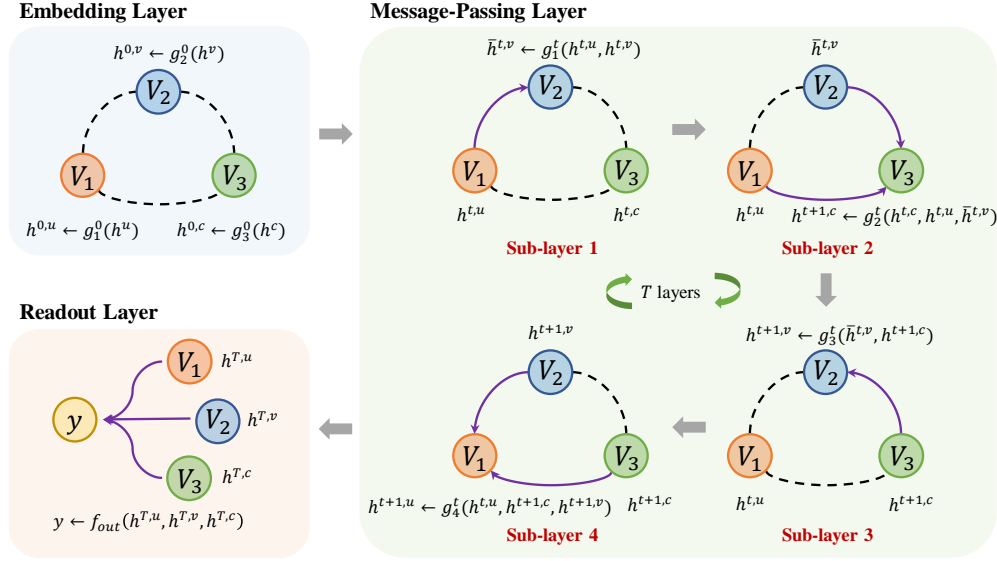 Embedding Layer
h^{0,v} ← g_2^0(h^v)
V_2
V_1
V_3
h^{0,u} ← g_1^0(h^u)
h^{0,c} ← g_3^0(h^c)
Message-Passing Layer
h̄^{t,v} ← g_1^t(h^{t,u}, h^{t,v})
V_2
V_1
V_3
h^{t,u}
h^{t,c}
Sub-layer 1
h̄^{t,v}
V_2
V_1
V_3
h^{t,u}
h^{t+1,c} ← g_2^t(h^{t,c}, h^{t,u}, h̄^{t,v})
Sub-layer 2
T layers
h^{t+1,v} ← g_3^t(h̄^{t,v}, h^{t+1,c})
V_2
V_1
V_3
h^{t,u}
h^{t+1,c}
Sub-layer 3
h^{t+1,v}
V_2
V_1
V_3
h^{t+1,u} ← g_4^t(h^{t,u}, h^{t+1,c}, h^{t+1,v})
h^{t+1,c}
Sub-layer 4
Readout Layer
V_1
h^{T,u}
y
V_2
h^{T,v}
V_3
h^{T,c}
y ← f_{out}(h^{T,u}, h^{T,v}, h^{T,c})